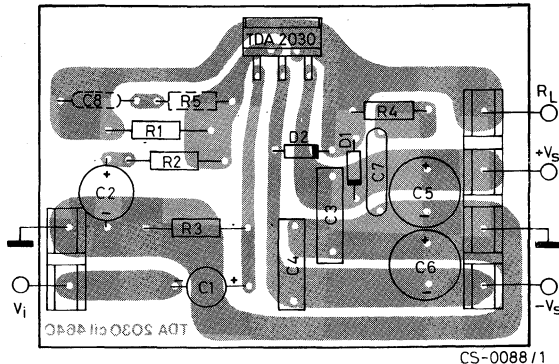 TDA 2030
RL
C8
R5
R4
R1
D2
D1
+Vs
R2
C7
+
+
C2
C3
C5
-
R3
-
+
C4
C6
-
C1
+
-
Vi
-Vs
TDA 2030 cil 4640
CS-0088/1